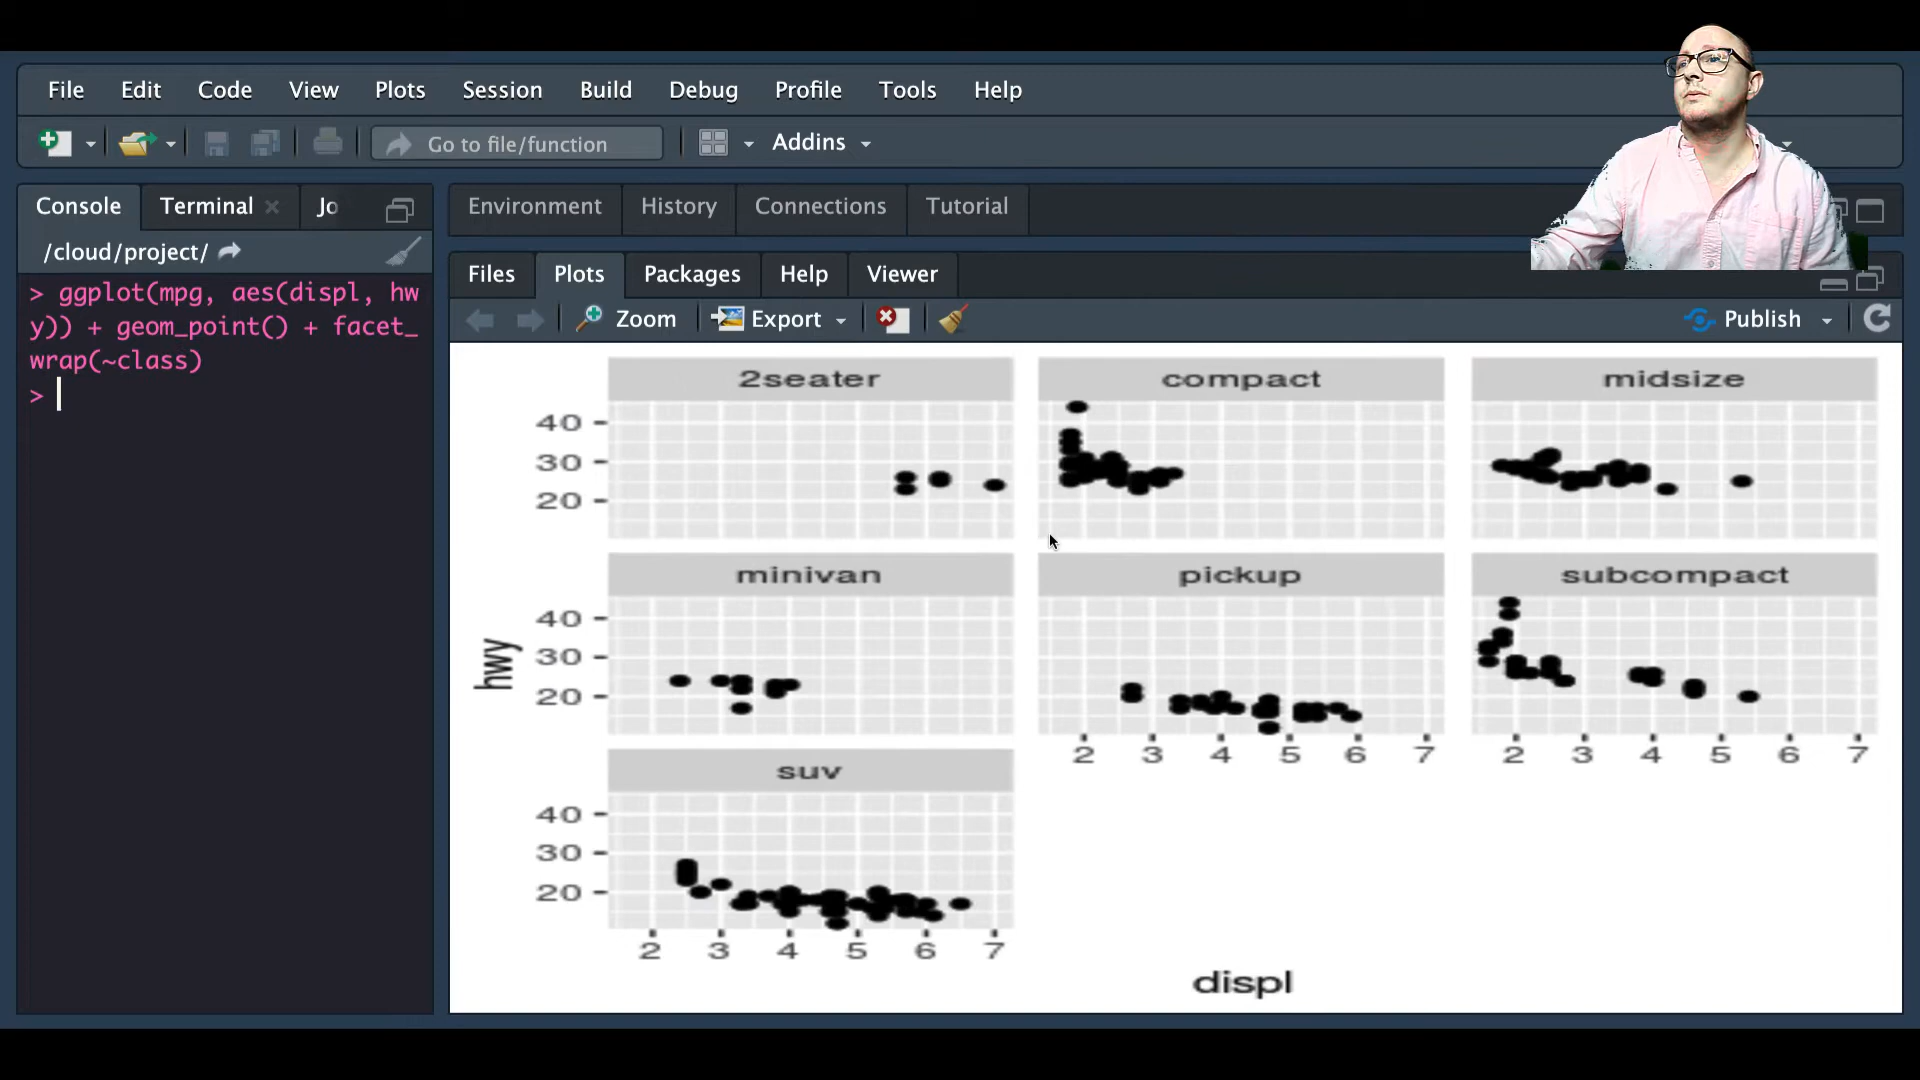 File Edit Code View Plots Session Build Debug Profile Tools Help
Go to file/function Addins
Console Terminal Jo
Environment History Connections Tutorial
/cloud/project/
Files Plots Packages Help Viewer
Zoom Export Publish
> ggplot(mpg, aes(displ, hw
y)) + geom_point() + facet_
wrap(~class)
>
2seater compact midsize
40
30
20
minivan pickup subcompact
40
30
20
2 3 4 5 6 7 2 3 4 5 6 7
suv
40
30
20
2 3 4 5 6 7
hwy
displ